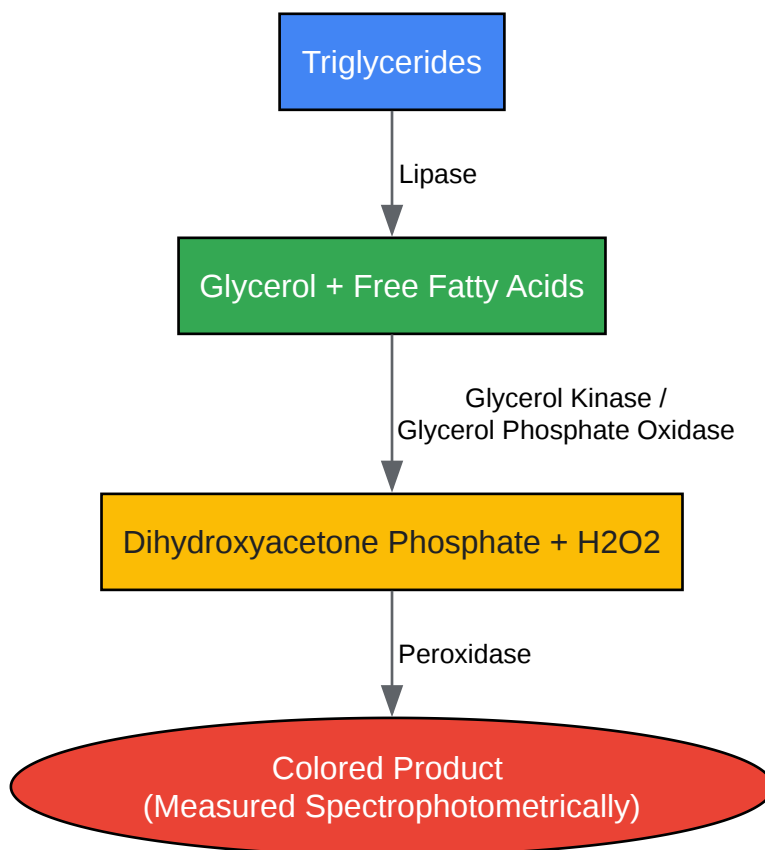 Triglycerides
Lipase
Glycerol + Free Fatty Acids
Glycerol Kinase /
Glycerol Phosphate Oxidase
Dihydroxyacetone Phosphate + H2O2
Peroxidase
Colored Product
(Measured Spectrophotometrically)